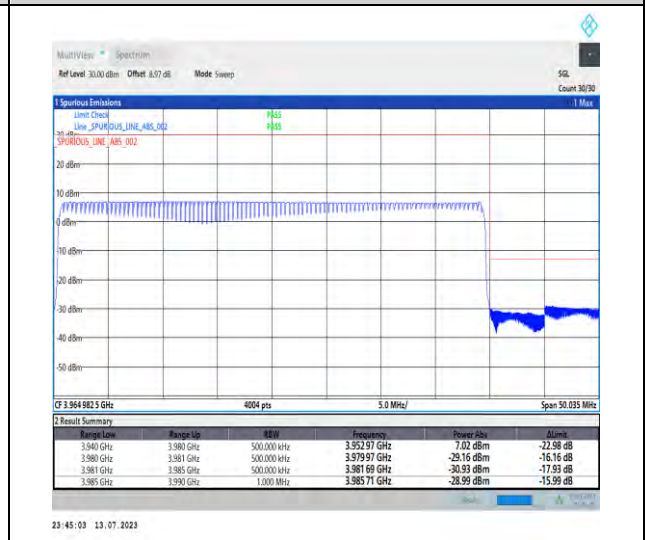 MultiView Spectrum
Ref Level 30.00 dBm Offset 8.97 dB Mode Sweep SGL
Count 30/30
1 Spurious Emissions 1 Max
Limit Check PASS
Line _SPURIOUS_LINE_ABS_002 PASS
_SPURIOUS_LINE_ABS_002
20 dBm
10 dBm
0 dBm
-10 dBm
-20 dBm
-30 dBm
-40 dBm
-50 dBm
CF 3.964 982 5 GHz 4004 pts 5.0 MHz/ Span 50.035 MHz
2 Result Summary
Range Low Range Up RBW Frequency Power Abs ΔLimit
3.940 GHz 3.980 GHz 500.000 kHz 3.952 97 GHz 7.02 dBm -22.98 dB
3.980 GHz 3.981 GHz 500.000 kHz 3.979 97 GHz -29.16 dBm -16.16 dB
3.981 GHz 3.985 GHz 500.000 kHz 3.981 69 GHz -30.93 dBm -17.93 dB
3.985 GHz 3.990 GHz 1.000 MHz 3.985 71 GHz -28.99 dBm -15.99 dB
23:45:03 13.07.2023